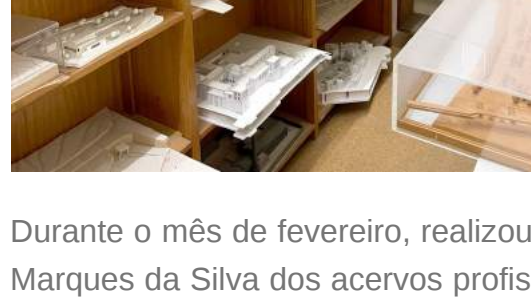 Durante o mês de fevereiro, realizou
Marques da Silva dos acervos profis